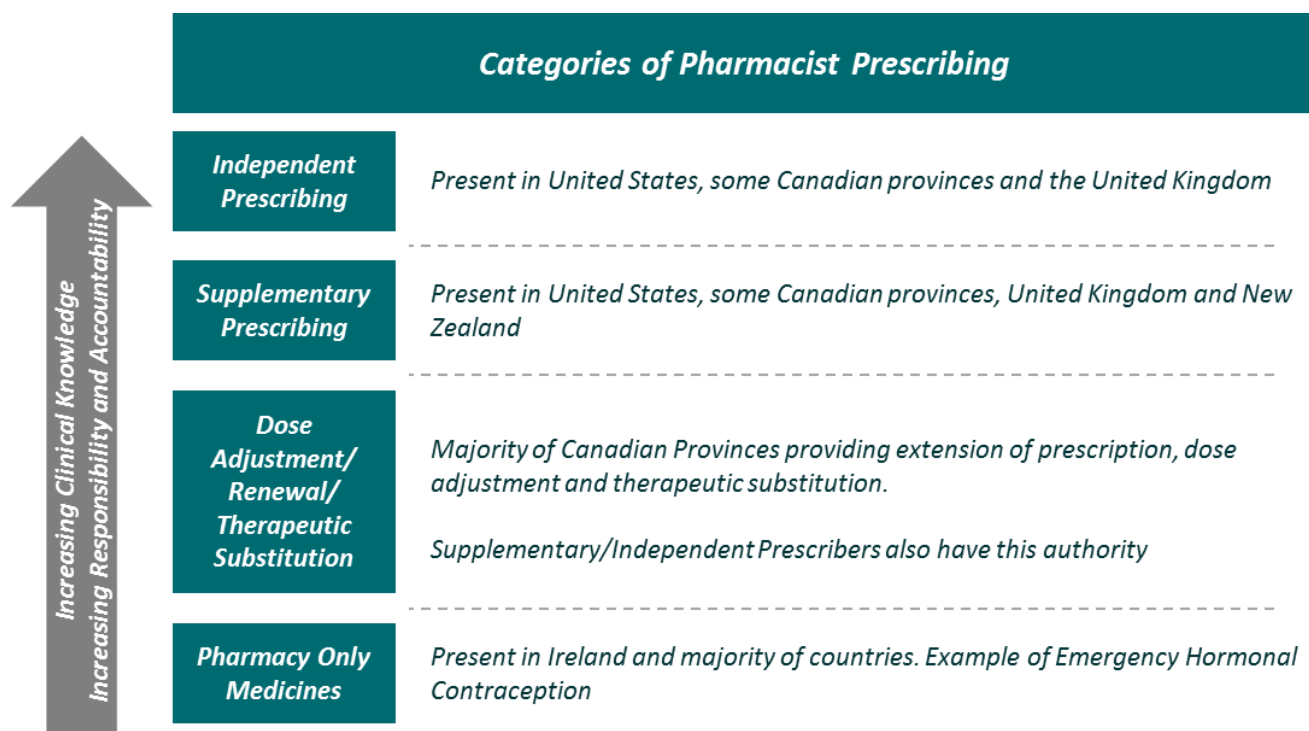 Categories of Pharmacist Prescribing
Increasing Clinical Knowledge
Increasing Responsibility and Accountability
Independent
Prescribing
Present in United States, some Canadian provinces and the United Kingdom
Supplementary
Prescribing
Present in United States, some Canadian provinces, United Kingdom and New
Zealand
Dose
Adjustment/
Renewal/
Therapeutic
Substitution
Majority of Canadian Provinces providing extension of prescription, dose
adjustment and therapeutic substitution.
Supplementary/Independent Prescribers also have this authority
Pharmacy Only
Medicines
Present in Ireland and majority of countries. Example of Emergency Hormonal
Contraception